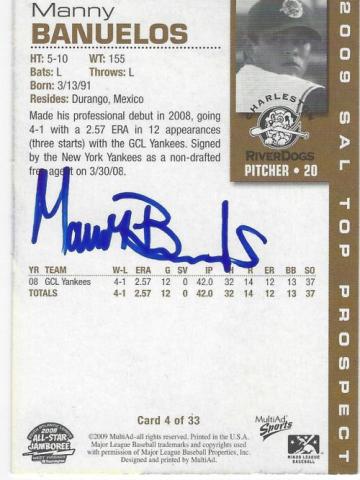 Manny
BANUELOS
HT: 5-10 WT: 155
Bats: L Throws: L
Born: 3/13/91
Resides: Durango, Mexico
Made his professional debut in 2008, going
4-1 with a 2.57 ERA in 12 appearances
(three starts) with the GCL Yankees. Signed
by the New York Yankees as a non-drafted
free agent on 3/30/08.
CHARLESTON
RIVERDOGS
PITCHER • 20
2009 SAL TOP PROSPECT
YR TEAM W-L ERA G SV IP H R ER BB SO
08 GCL Yankees 4-1 2.57 12 0 42.0 32 14 12 13 37
TOTALS 4-1 2.57 12 0 42.0 32 14 12 13 37
2008
ALL-STAR
JAMBOREE
Card 4 of 33
©2009 MultiAd-all rights reserved. Printed in the U.S.A.
Major League Baseball trademarks and copyrights used
with permission of Major League Baseball Properties, Inc.
Designed and printed by MultiAd.
MultiAd
Sports
MINOR LEAGUE BASEBALL